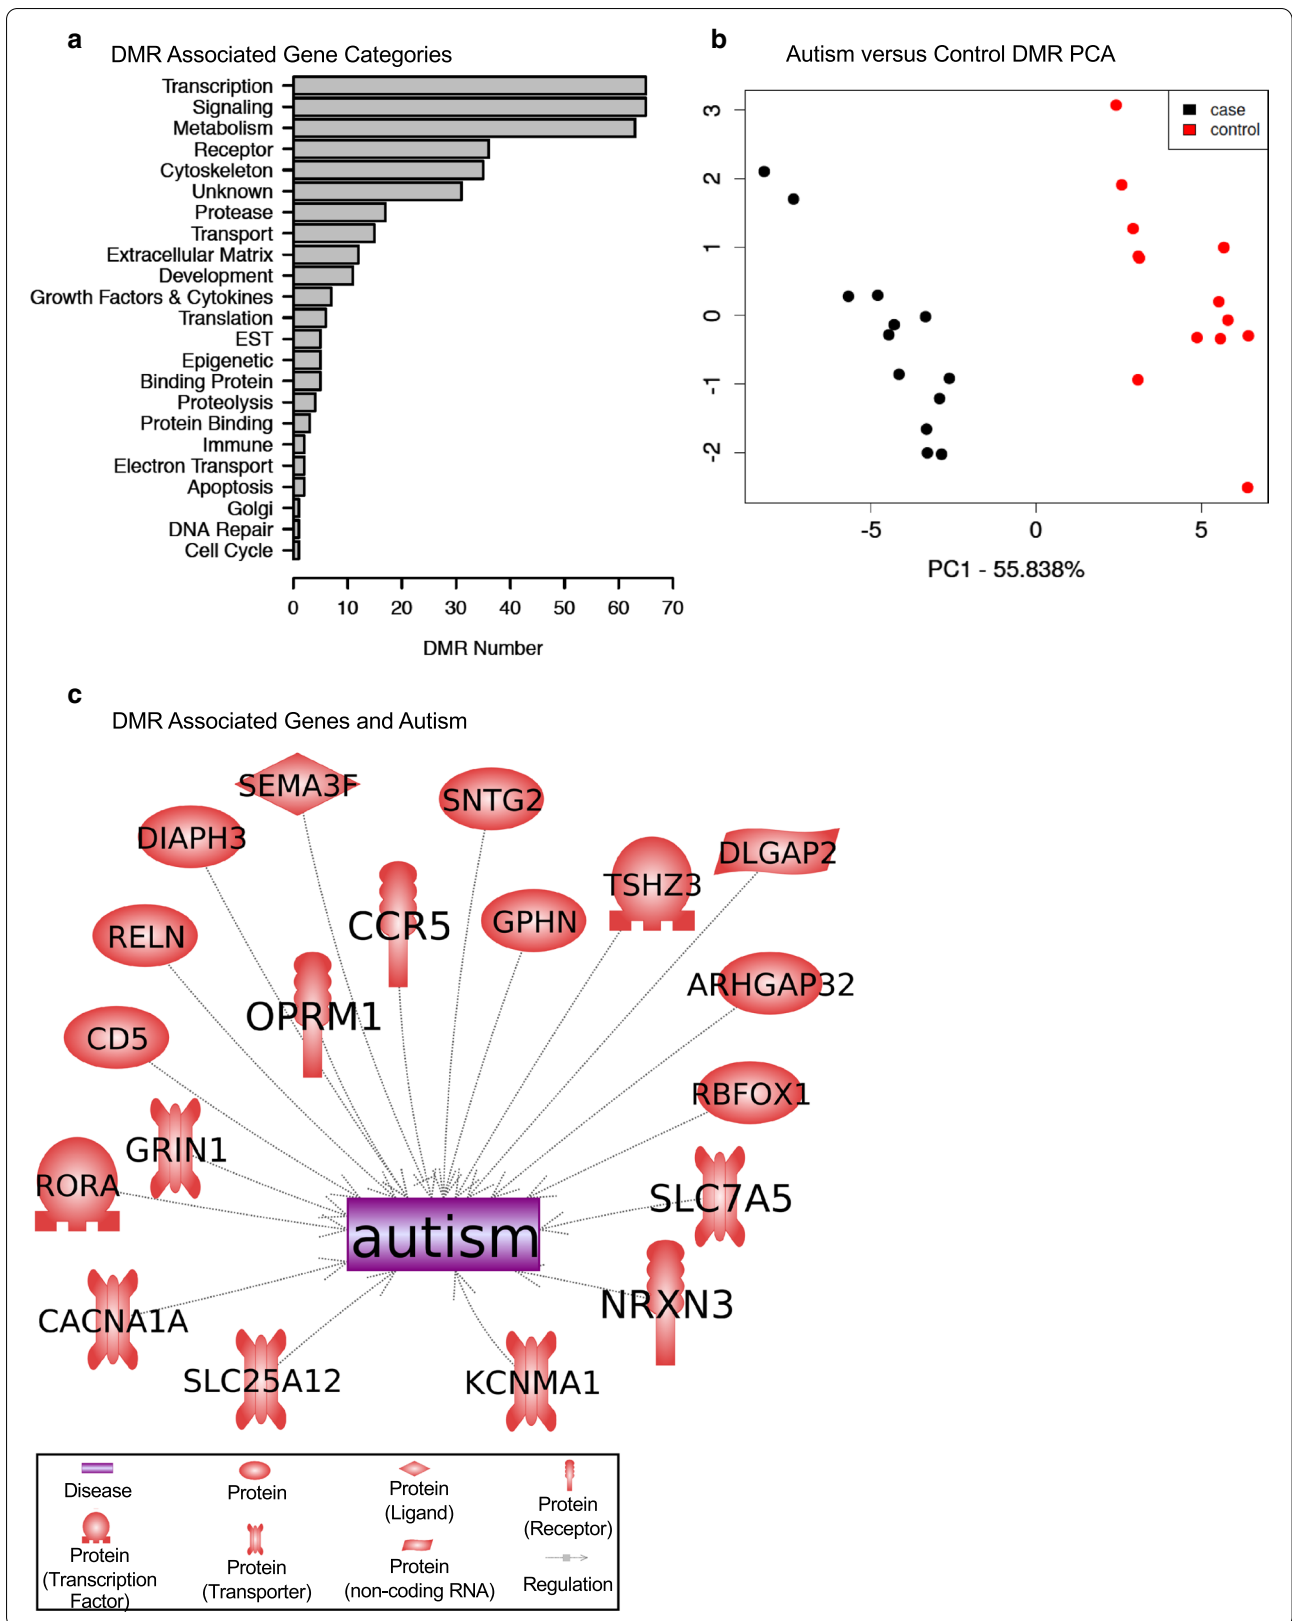 a
DMR Associated Gene Categories
Transcription
Signaling
Metabolism
Receptor
Cytoskeleton
Unknown
Protease
Transport
Extracellular Matrix
Development
Growth Factors & Cytokines
Translation
EST
Epigenetic
Binding Protein
Proteolysis
Protein Binding
Immune
Electron Transport
Apoptosis
Golgi
DNA Repair
Cell Cycle
0 10 20 30 40 50 60 70
DMR Number
b
Autism versus Control DMR PCA
case
control
3
2
1
0
-1
-2
-5 0 5
PC1 - 55.838%
c
DMR Associated Genes and Autism
SEMA3F
SNTG2
DIAPH3
DLGAP2
TSHZ3
CCR5
GPHN
RELN
ARHGAP32
OPRM1
CD5
RBFOX1
GRIN1
RORA
SLC7A5
autism
NRXN3
CACNA1A
SLC25A12
KCNMA1
Disease
Protein
Protein
(Ligand)
Protein
(Receptor)
Protein
(Transcription
Factor)
Protein
(Transporter)
Protein
(non-coding RNA)
Regulation